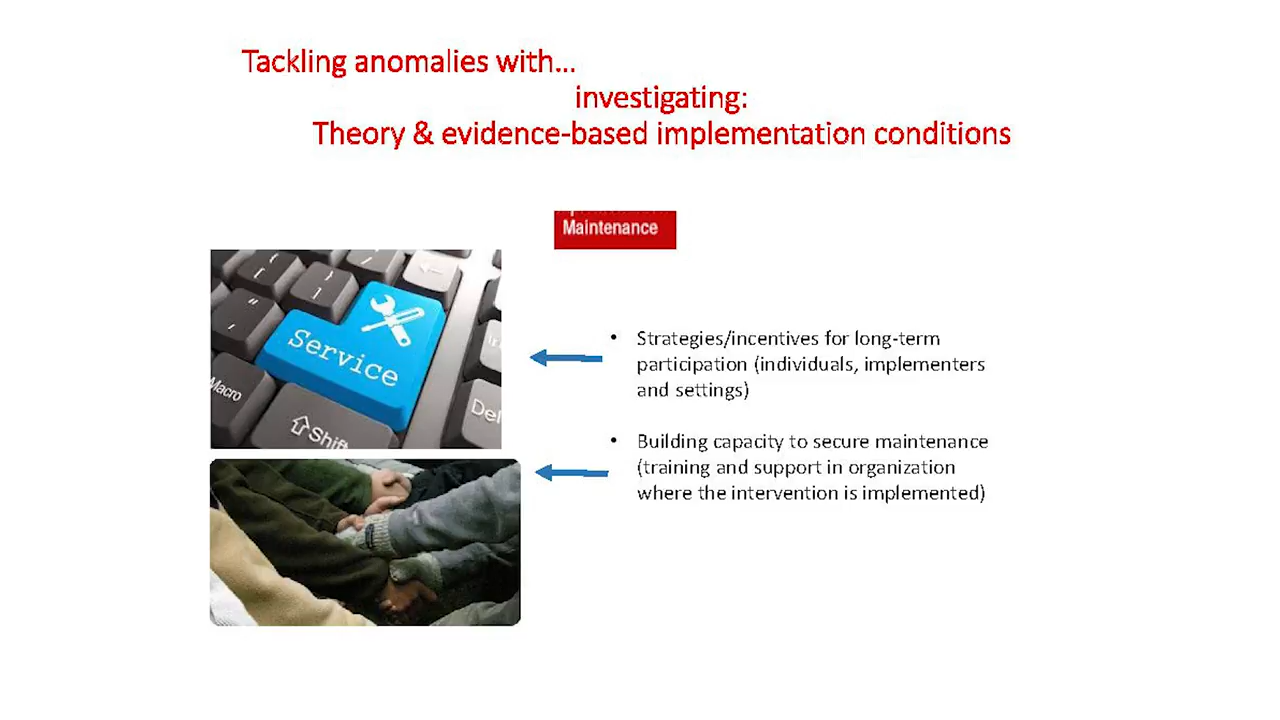 Tackling anomalies with...
investigating:
Theory & evidence-based implementation conditions
Maintenance
Service
Macro
Shift
Del
• Strategies/incentives for long-term
participation (individuals, implementers
and settings)
• Building capacity to secure maintenance
(training and support in organization
where the intervention is implemented)